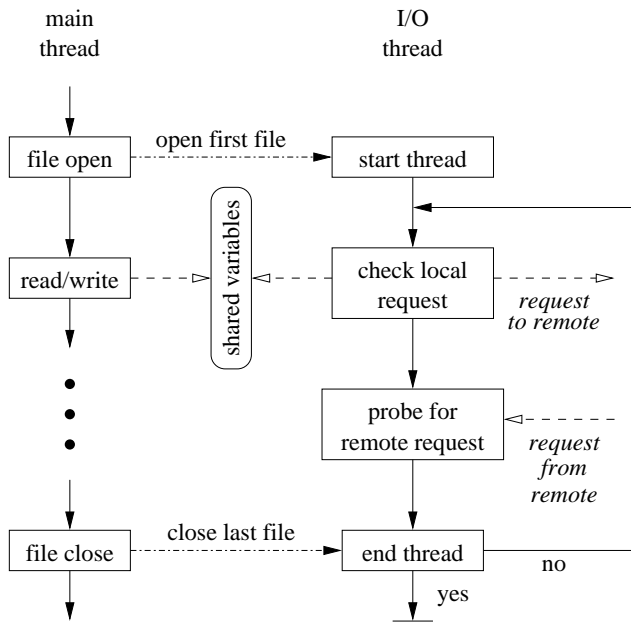 main
thread
I/O
thread
open first file
file open
start thread
shared variables
read/write
check local
request
request
to remote
probe for
remote request
request
from
remote
close last file
file close
end thread
no
yes